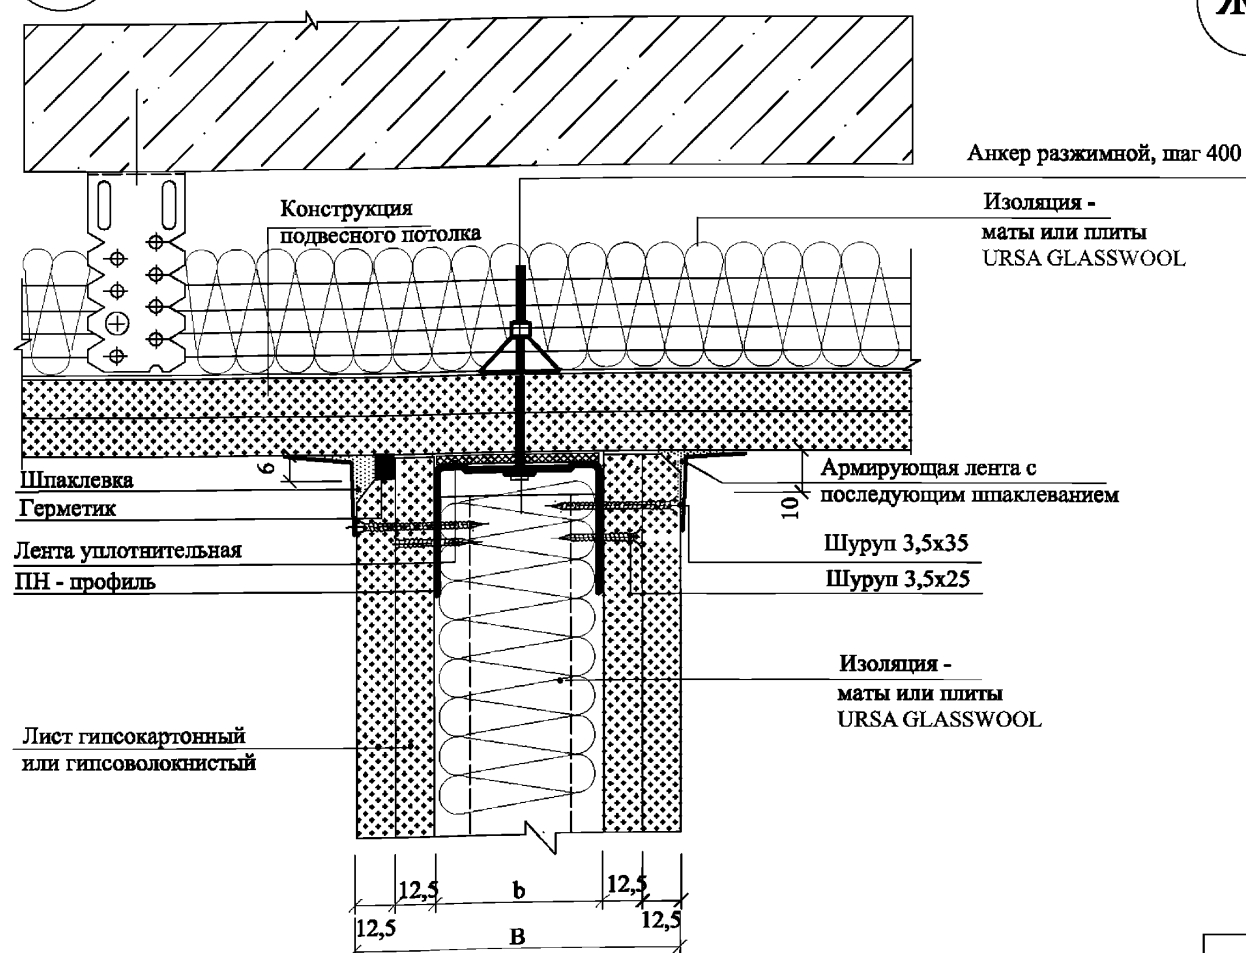 Ж
Анкер разжимной, шаг 400
Конструкция
подвесного потолка
Изоляция -
маты или плиты
URSA GLASSWOOL
6
10
Шпаклевка
Герметик
Лента уплотнительная
ПН - профиль
Армирующая лента с
последующим шпаклеванием
Шуруп 3,5х35
Шуруп 3,5х25
Изоляция -
маты или плиты
URSA GLASSWOOL
Лист гипсокартонный
или гипсоволокнистый
12,5 b 12,5
12,5 12,5
В